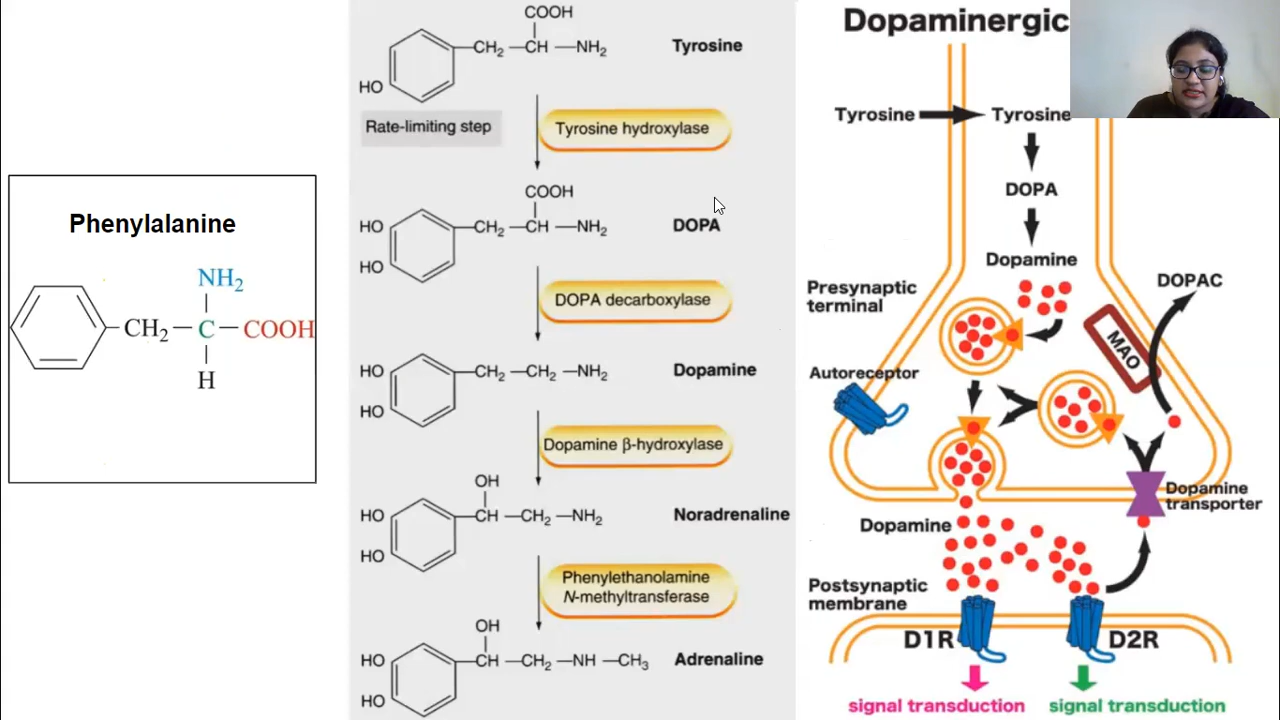 Phenylalanine
NH₂
CH₂ — C — COOH
H
COOH
CH₂ — CH — NH₂ Tyrosine
HO
Rate-limiting step Tyrosine hydroxylase
COOH
HO CH₂ — CH — NH₂ DOPA
HO
DOPA decarboxylase
HO CH₂ — CH₂ — NH₂ Dopamine
HO
Dopamine β-hydroxylase
OH
HO CH — CH₂ — NH₂ Noradrenaline
HO
Phenylethanolamine
N-methyltransferase
OH
HO CH — CH₂ — NH — CH₃ Adrenaline
HO
Dopaminergic
Tyrosine Tyrosine
DOPA
Dopamine
DOPAC
Presynaptic
terminal
MAO
Autoreceptor
Dopamine
transporter
Dopamine
Postsynaptic
membrane
D1R D2R
signal transduction signal transduction